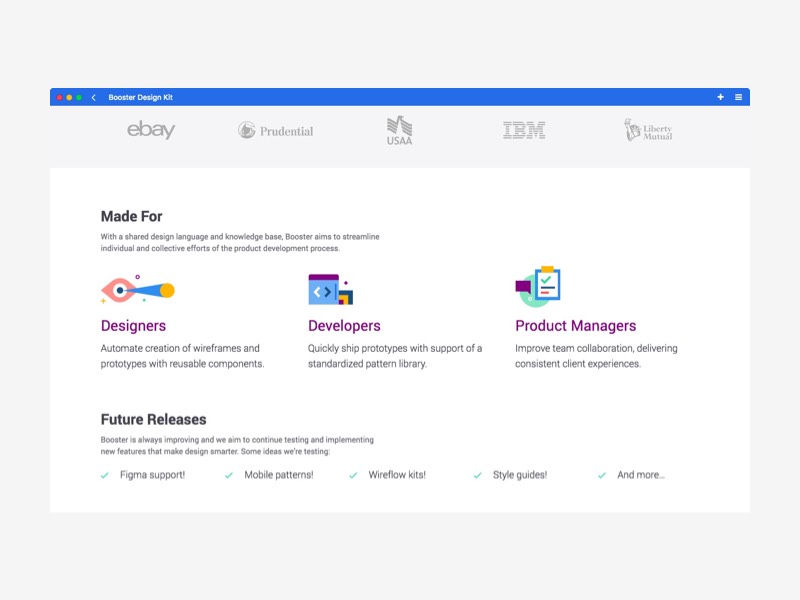 Booster Design Kit
ebay
Prudential
USAA
IBM
Liberty
Mutual
Made For
With a shared design language and knowledge base, Booster aims to streamline
individual and collective efforts of the product development process.
Designers
Automate creation of wireframes and
prototypes with reusable components.
Developers
Quickly ship prototypes with support of a
standardized pattern library.
Product Managers
Improve team collaboration, delivering
consistent client experiences.
Future Releases
Booster is always improving and we aim to continue testing and implementing
new features that make design smarter. Some ideas we're testing:
Figma support!
Mobile patterns!
Wireflow kits!
Style guides!
And more...